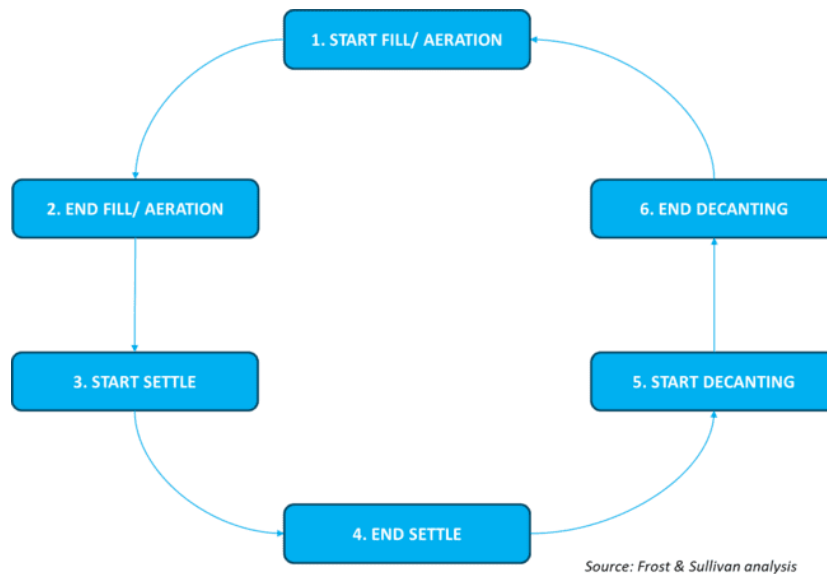 1. START FILL/ AERATION
2. END FILL/ AERATION
3. START SETTLE
4. END SETTLE
5. START DECANTING
6. END DECANTING
Source: Frost & Sullivan analysis